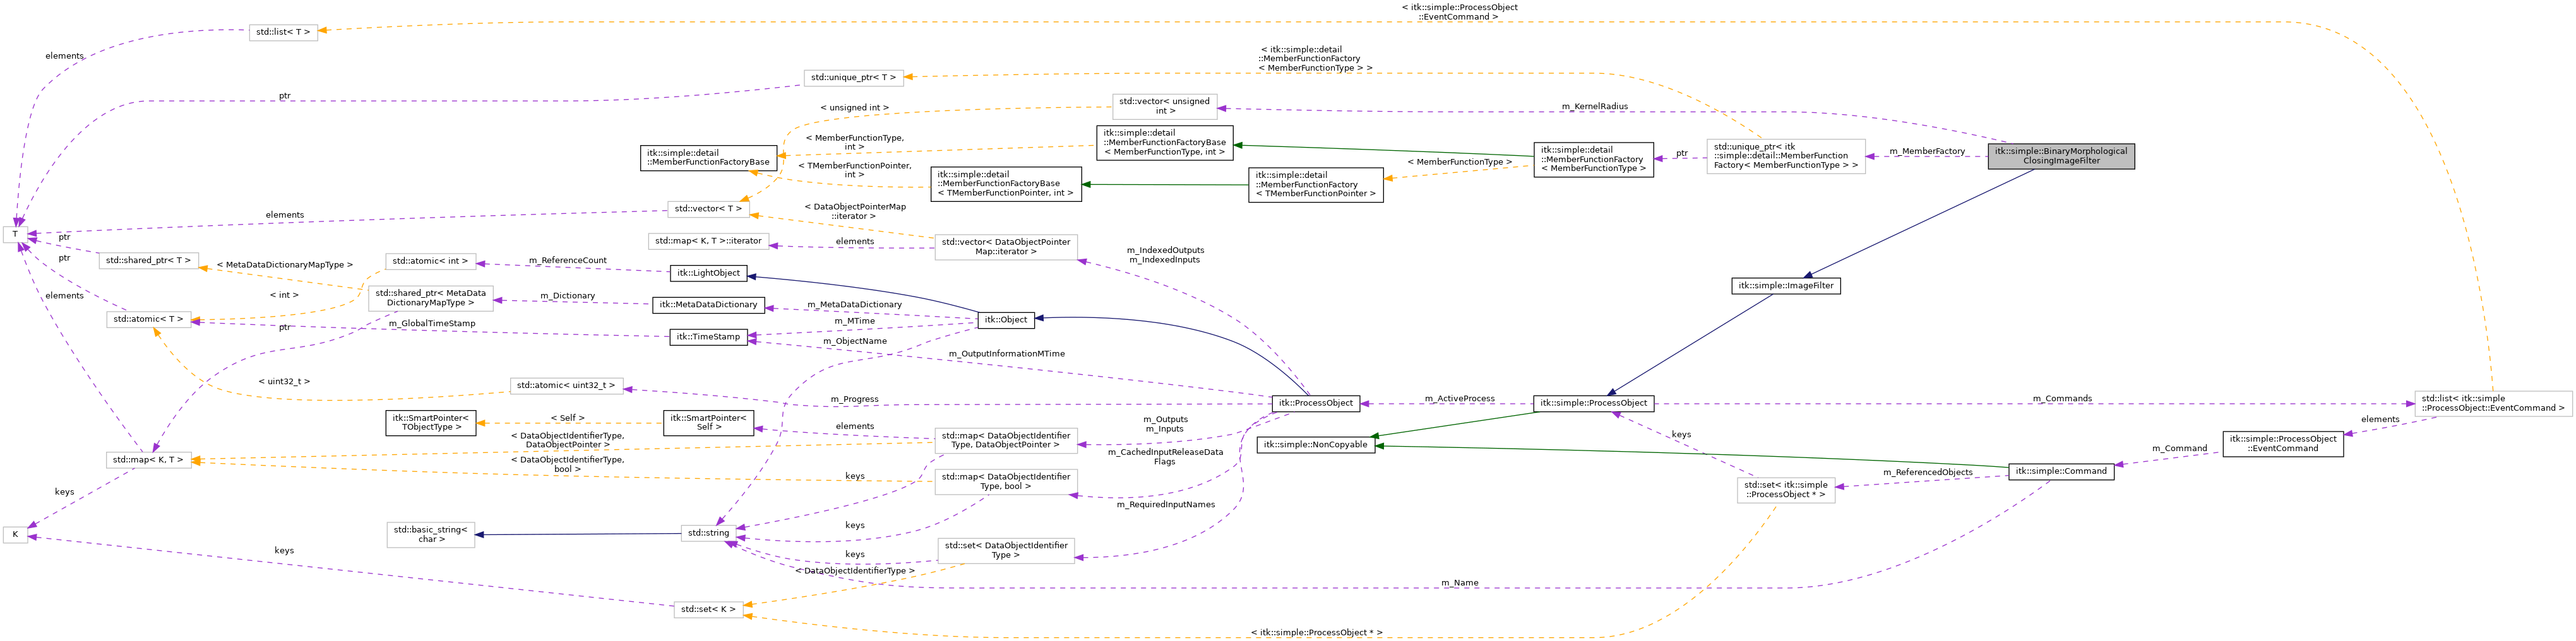 < itk::simple::ProcessObject
::EventCommand >
std::list< T >
elements
< itk::simple::detail
::MemberFunctionFactory
< MemberFunctionType > >
std::unique_ptr< T >
ptr
std::vector< unsigned
int >
< unsigned int >
m_KernelRadius
itk::simple::detail
::MemberFunctionFactoryBase
< MemberFunctionType, int >
< MemberFunctionType,
int >
itk::simple::detail
::MemberFunctionFactoryBase
itk::simple::detail
::MemberFunctionFactory
< MemberFunctionType >
ptr
std::unique_ptr< itk
::simple::detail::MemberFunction
Factory< MemberFunctionType > >
m_MemberFactory
itk::simple::BinaryMorphological
ClosingImageFilter
< TMemberFunctionPointer,
int >
itk::simple::detail
::MemberFunctionFactoryBase
< TMemberFunctionPointer, int >
itk::simple::detail
::MemberFunctionFactory
< TMemberFunctionPointer >
< MemberFunctionType >
std::vector< T >
elements
< DataObjectPointerMap
::iterator >
T
ptr
ptr
std::map< K, T >::iterator
elements
std::vector< DataObjectPointer
Map::iterator >
m_IndexedOutputs
m_IndexedInputs
std::shared_ptr< T >
< MetaDataDictionaryMapType >
std::atomic< int >
m_ReferenceCount
itk::LightObject
itk::simple::ImageFilter
elements
< int >
std::shared_ptr< MetaData
DictionaryMapType >
m_Dictionary
itk::MetaDataDictionary
m_MetaDataDictionary
itk::Object
std::atomic< T >
ptr
m_GlobalTimeStamp
itk::TimeStamp
m_MTime
m_ObjectName
m_OutputInformationMTime
< uint32_t >
std::atomic< uint32_t >
m_Progress
itk::ProcessObject
m_ActiveProcess
itk::simple::ProcessObject
m_Commands
std::list< itk::simple
::ProcessObject::EventCommand >
itk::SmartPointer<
TObjectType >
< Self >
itk::SmartPointer<
Self >
elements
std::map< DataObjectIdentifier
Type, DataObjectPointer >
m_Outputs
m_Inputs
itk::simple::NonCopyable
keys
itk::simple::ProcessObject
::EventCommand
elements
< DataObjectIdentifierType,
DataObjectPointer >
std::map< K, T >
< DataObjectIdentifierType,
bool >
m_CachedInputReleaseData
Flags
m_Command
itk::simple::Command
m_ReferencedObjects
std::set< itk::simple
::ProcessObject * >
keys
std::map< DataObjectIdentifier
Type, bool >
keys
m_RequiredInputNames
K
std::basic_string<
char >
std::string
keys
keys
std::set< DataObjectIdentifier
Type >
keys
< DataObjectIdentifierType >
m_Name
std::set< K >
< itk::simple::ProcessObject * >